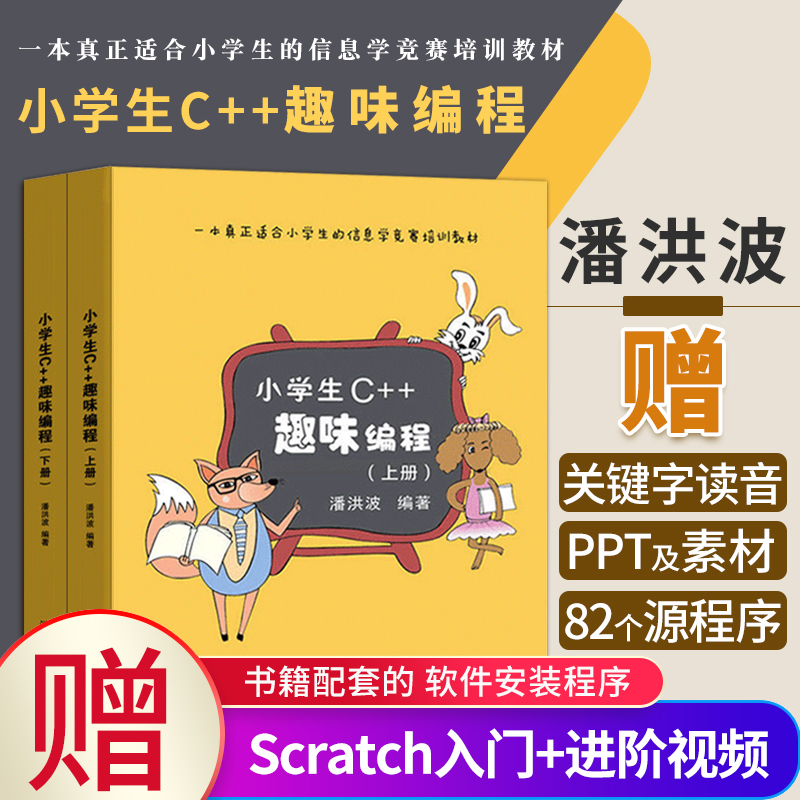 一本真正适合小学生的信息学竞赛培训教材
小学生C++趣味编程
一本真正适合小学生的信息学竞赛培训教材
小学生C++
趣味编程
(上册)
潘洪波 编著
小学生C++趣味编程(下册)
潘洪波 编著
小学生C++趣味编程(上册)
潘洪波 编著
潘洪波
赠
关键字读音
PPT及素材
82个源程序
赠
书籍配套的 软件安装程序
Scratch入门+进阶视频